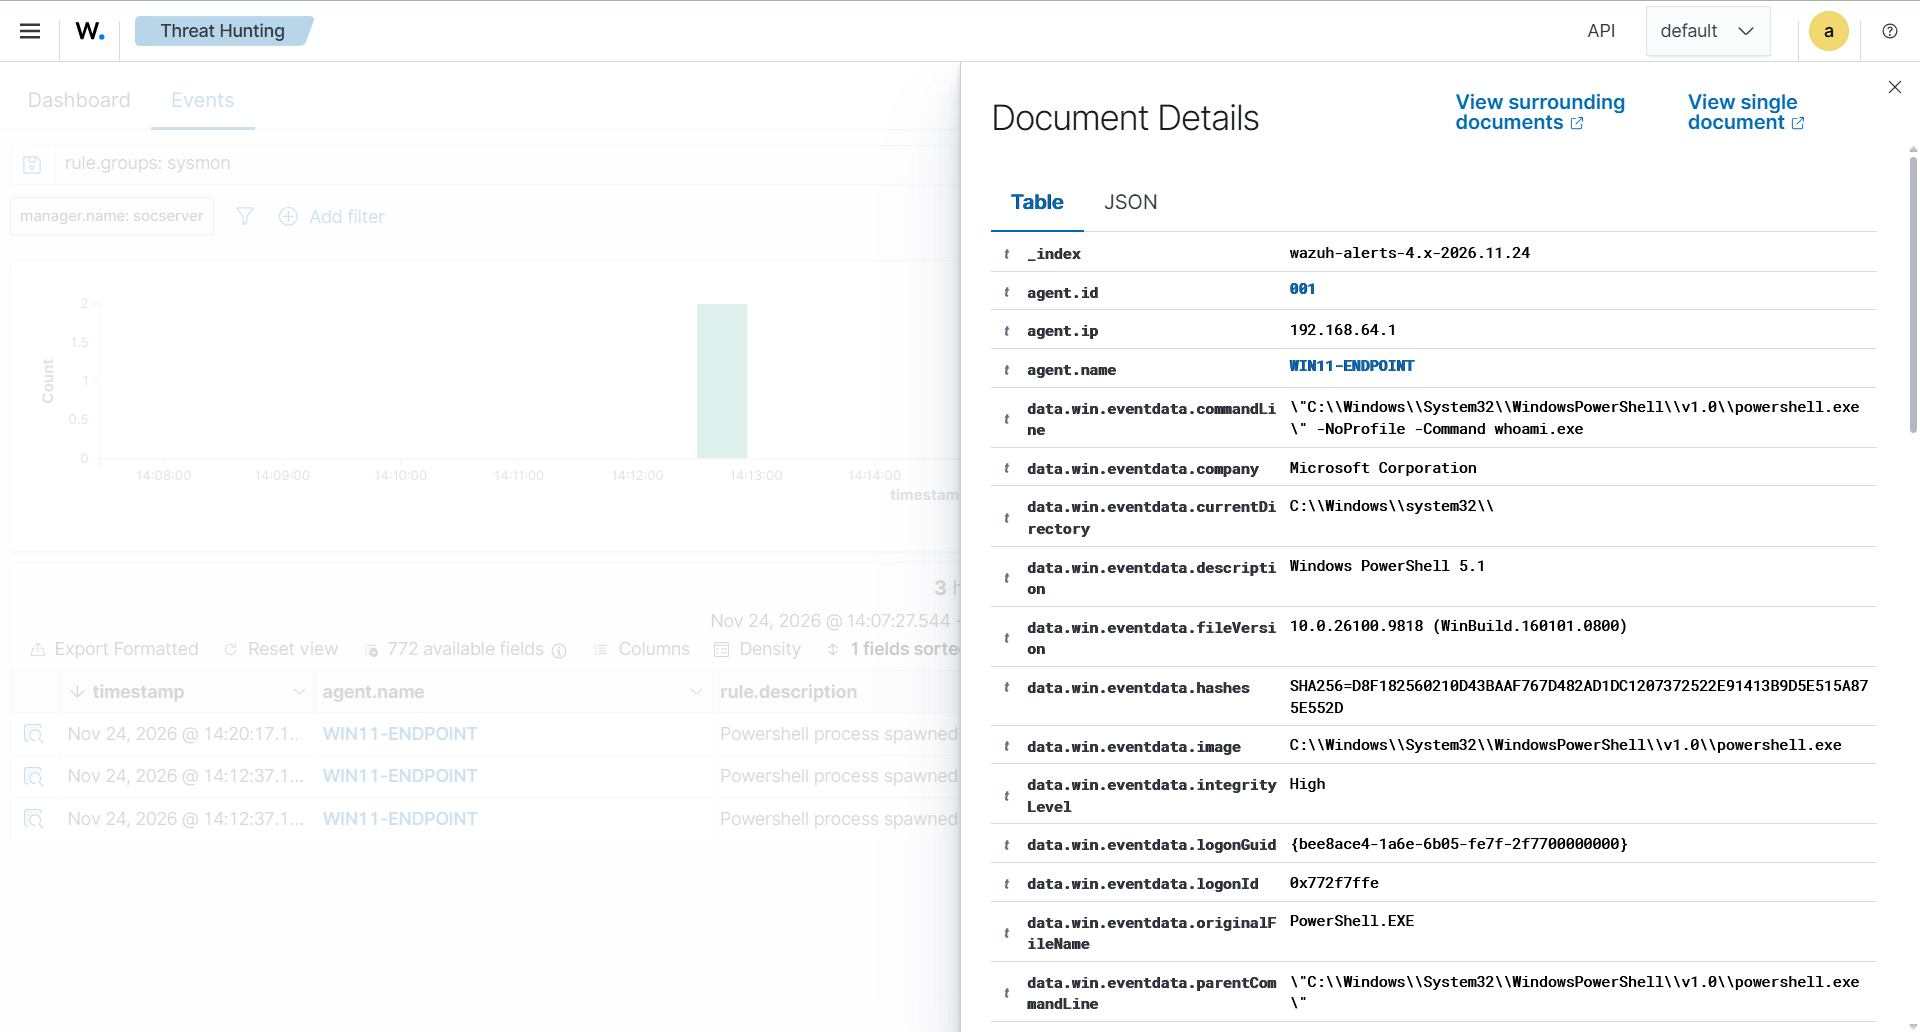 W.
Threat Hunting
API
default
a
Dashboard
Events
rule.groups: sysmon
manager.name: socserver
Add filter
Count
2
1.5
1
0.5
0
14:08:00
14:09:00
14:10:00
14:11:00
14:12:00
14:13:00
14:14:00
timestam
3 h
Nov 24, 2026 @ 14:07:27.544 -
Export Formatted
Reset view
772 available fields
Columns
Density
1 fields sorte
timestamp
agent.name
rule.description
Nov 24, 2026 @ 14:20:17.1...
WIN11-ENDPOINT
Powershell process spawned
Nov 24, 2026 @ 14:12:37.1...
WIN11-ENDPOINT
Powershell process spawned
Nov 24, 2026 @ 14:12:37.1...
WIN11-ENDPOINT
Powershell process spawned
Document Details
View surrounding
documents
View single
document
Table
JSON
t _index wazuh-alerts-4.x-2026.11.24
t agent.id 001
t agent.ip 192.168.64.1
t agent.name WIN11-ENDPOINT
t data.win.eventdata.commandLi \"C:\\Windows\\System32\\WindowsPowerShell\\v1.0\\powershell.exe
ne \" -NoProfile -Command whoami.exe
t data.win.eventdata.company Microsoft Corporation
t data.win.eventdata.currentDi C:\\Windows\\system32\\
rectory
t data.win.eventdata.descripti Windows PowerShell 5.1
on
t data.win.eventdata.fileVersi 10.0.26100.9818 (WinBuild.160101.0800)
on
t data.win.eventdata.hashes SHA256=D8F182560210D43BAAF767D482AD1DC1207372522E91413B9D5E515A87
5E552D
t data.win.eventdata.image C:\\Windows\\System32\\WindowsPowerShell\\v1.0\\powershell.exe
t data.win.eventdata.integrity High
Level
t data.win.eventdata.logonGuid {bee8ace4-1a6e-6b05-fe7f-2f7700000000}
t data.win.eventdata.logonId 0x772f7ffe
t data.win.eventdata.originalF PowerShell.EXE
ileName
t data.win.eventdata.parentCom \"C:\\Windows\\System32\\WindowsPowerShell\\v1.0\\powershell.exe
mandLine \"